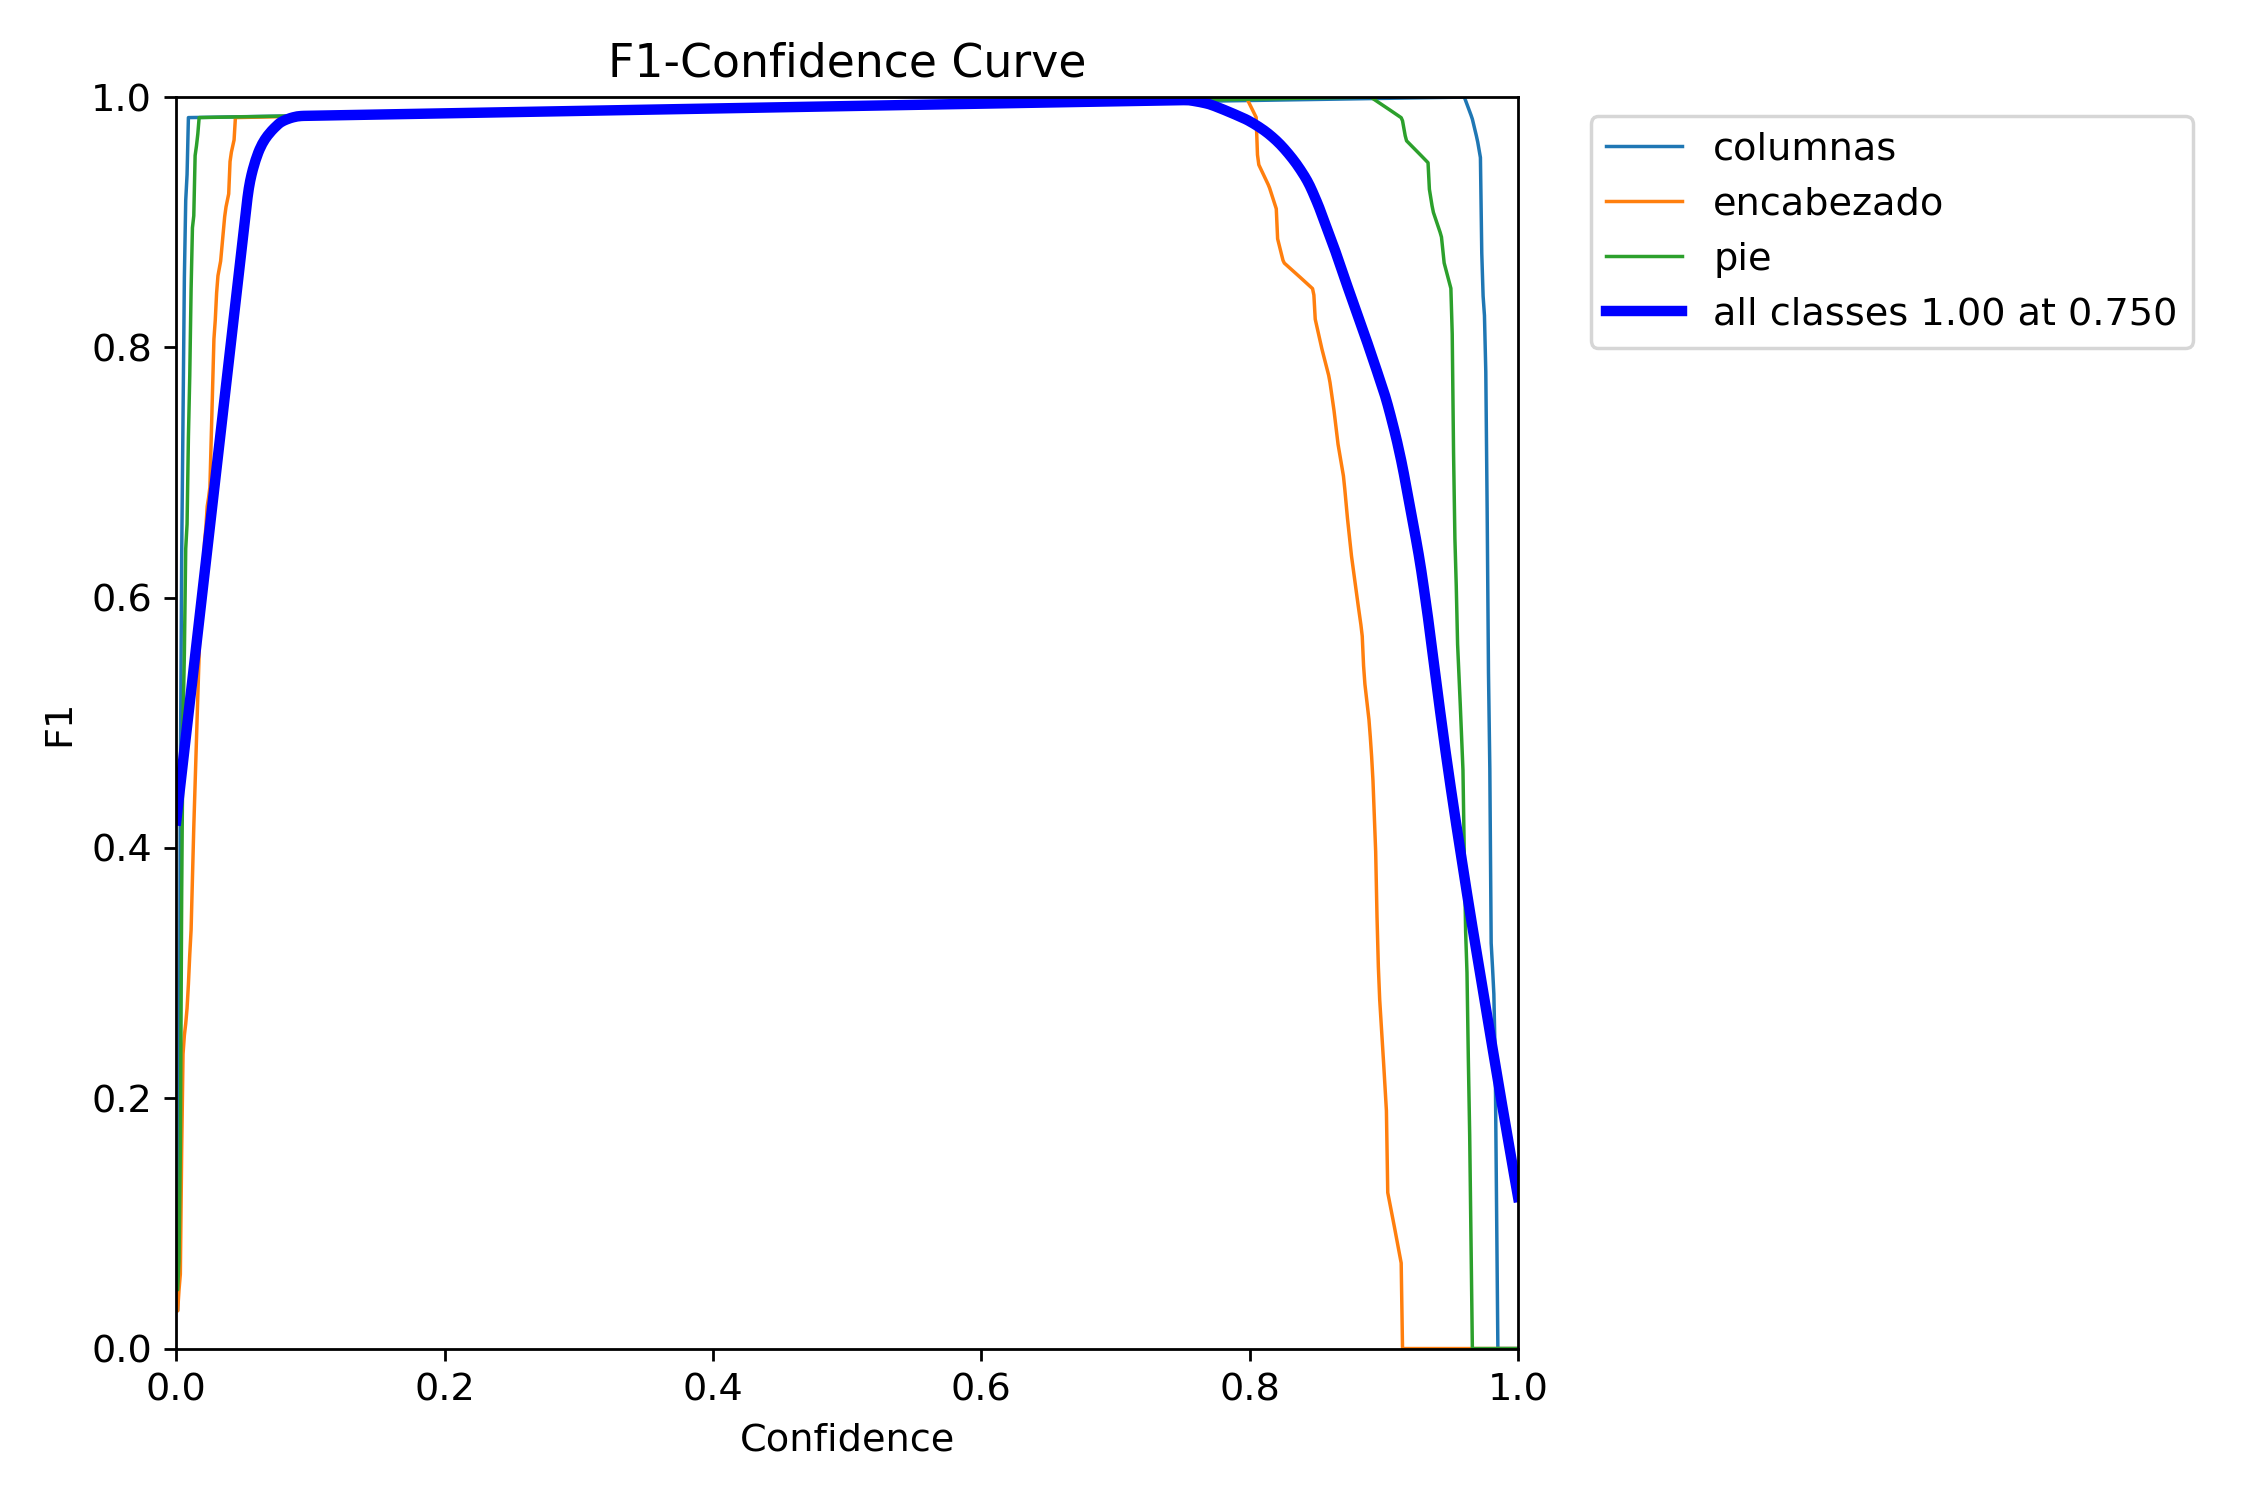 F1-Confidence Curve
1.0
0.8
0.6
0.4
0.2
0.0
F1
0.0 0.2 0.4 0.6 0.8 1.0
Confidence
columnas
encabezado
pie
all classes 1.00 at 0.750